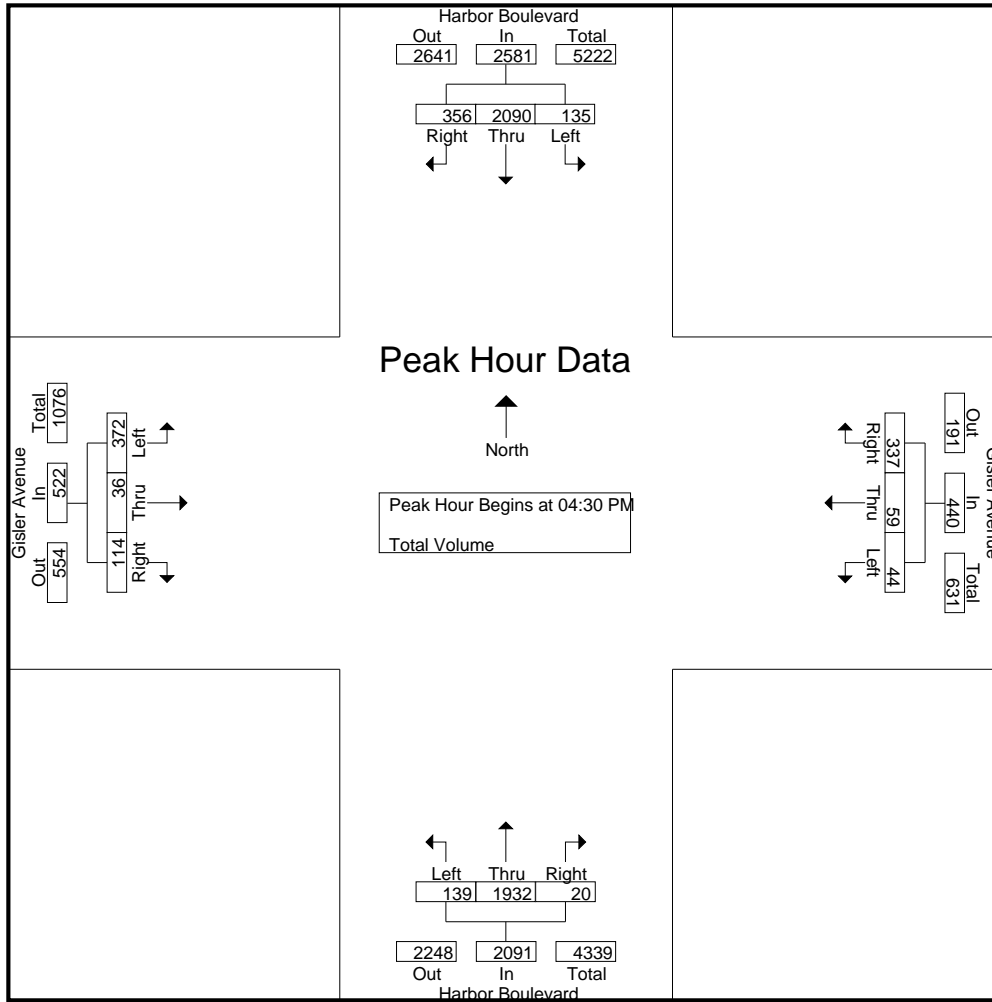 Harbor Boulevard
Out In Total
2641 2581 5222
356 2090 135
Right Thru Left
Peak Hour Data
North
Peak Hour Begins at 04:30 PM
Total Volume
Gisler Avenue
Out In Total
554 522 1076
Left Thru Right
372 36 114
Gisler Avenue
Out In Total
191 440 631
337 59 44
Right Thru Left
Left Thru Right
139 1932 20
2248 2091 4339
Out In Total
Harbor Boulevard